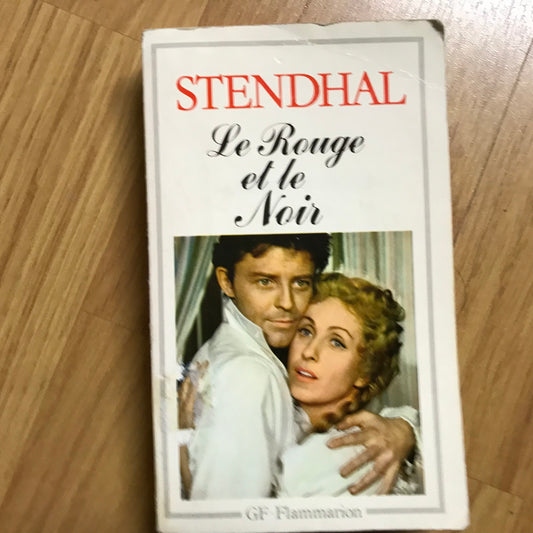 STENDHAL
Le Rouge
et le
Noir
GF-Flammarion